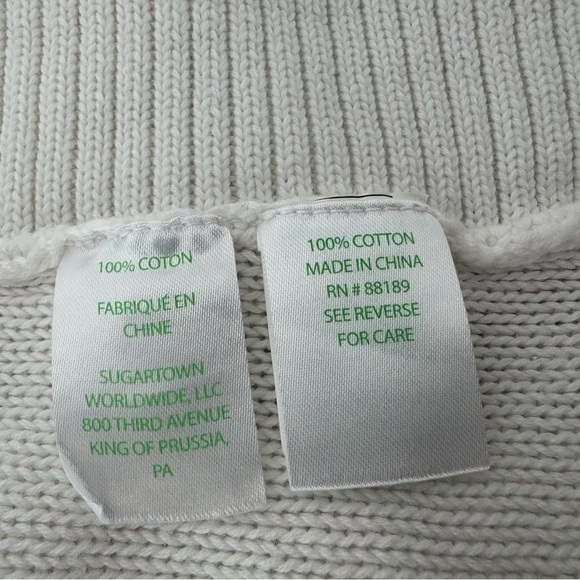 100% COTON
FABRIQUÉ EN
CHINE
SUGARTOWN
WORLDWIDE, LLC
800 THIRD AVENUE
KING OF PRUSSIA,
PA
100% COTTON
MADE IN CHINA
RN # 88189
SEE REVERSE
FOR CARE